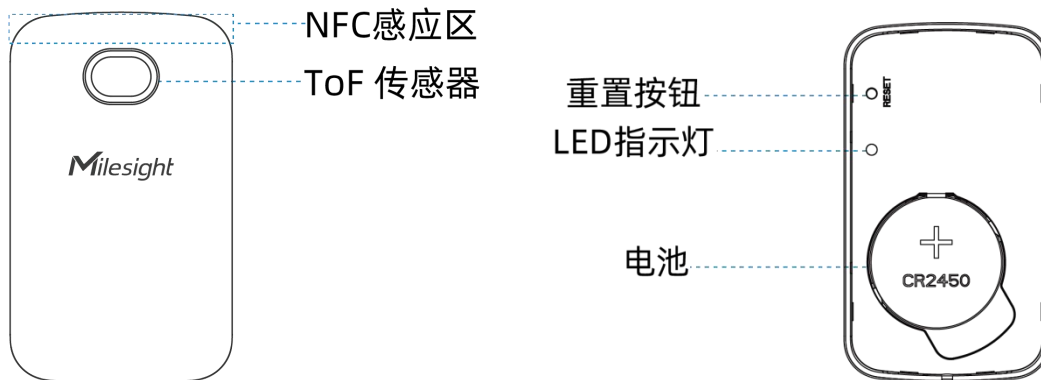 NFC感应区
ToF 传感器
Milesight
重置按钮
RESET
LED指示灯
电池
CR2450